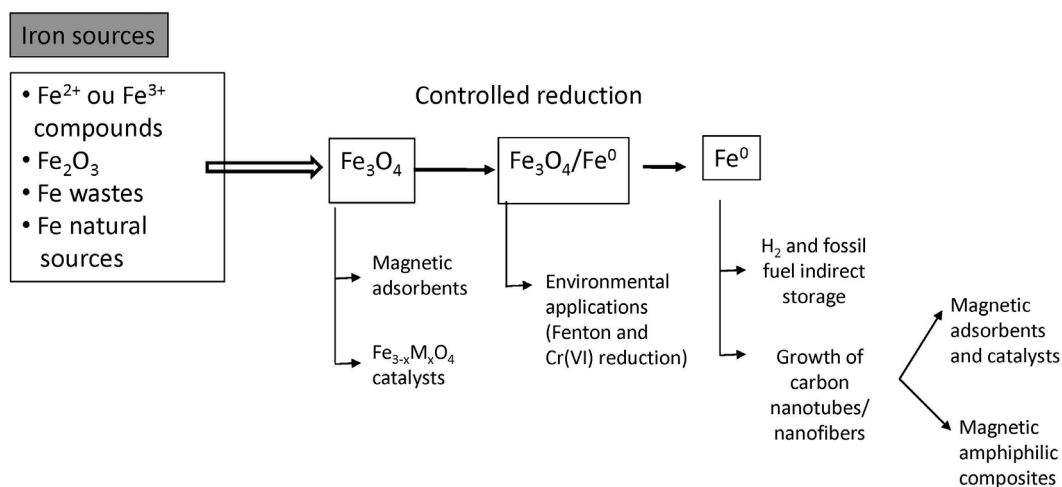 Iron sources
• Fe²⁺ ou Fe³⁺
compounds
• Fe₂O₃
• Fe wastes
• Fe natural
sources
Controlled reduction
Fe₃O₄
Fe₃O₄/Fe⁰
Fe⁰
Magnetic
adsorbents
Fe₃₋ₓMₓO₄
catalysts
Environmental
applications
(Fenton and
Cr(VI) reduction)
H₂ and fossil
fuel indirect
storage
Growth of
carbon
nanotubes/
nanofibers
Magnetic
adsorbents
and catalysts
Magnetic
amphiphilic
composites